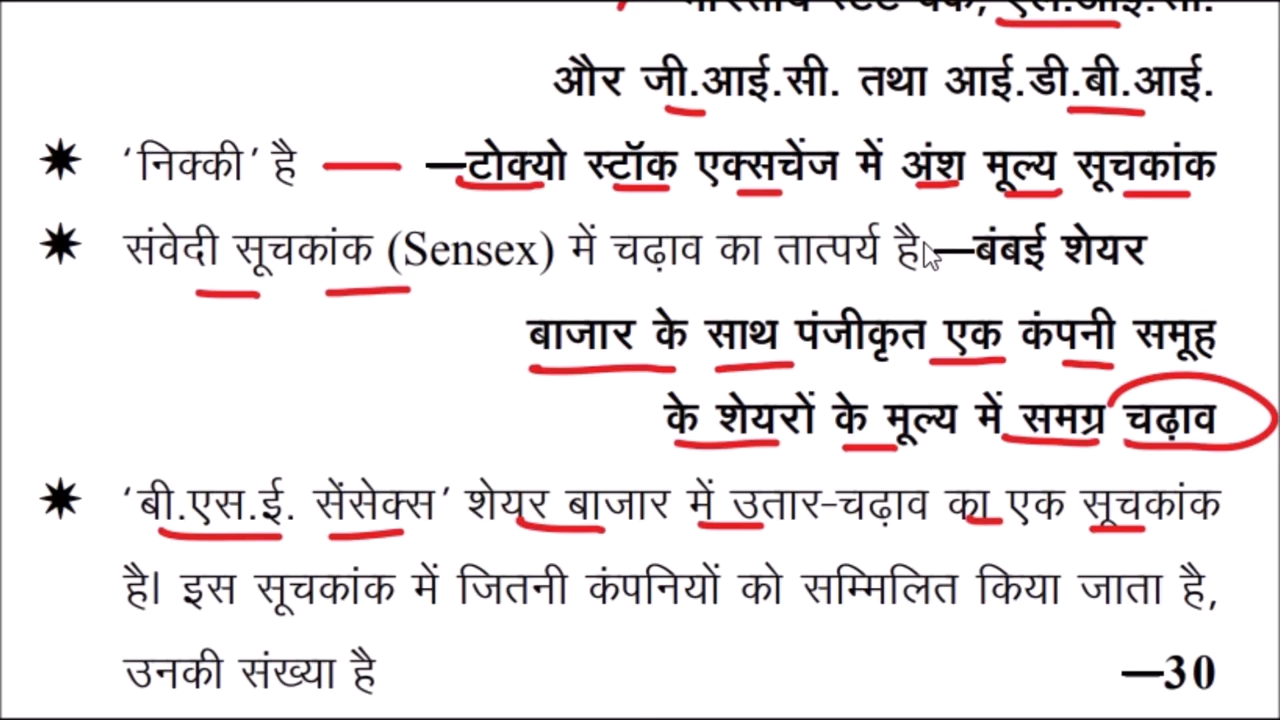 और जी.आई.सी. तथा आई.डी.बी.आई.
✷ ‘निक्की’ है —टोक्यो स्टॉक एक्सचेंज में अंश मूल्य सूचकांक
✷ संवेदी सूचकांक (Sensex) में चढ़ाव का तात्पर्य है —बंबई शेयर
बाजार के साथ पंजीकृत एक कंपनी समूह
के शेयरों के मूल्य में समग्र चढ़ाव
✷ ‘बी.एस.ई. सेंसेक्स’ शेयर बाजार में उतार-चढ़ाव का एक सूचकांक
है। इस सूचकांक में जितनी कंपनियों को सम्मिलित किया जाता है,
उनकी संख्या है —30